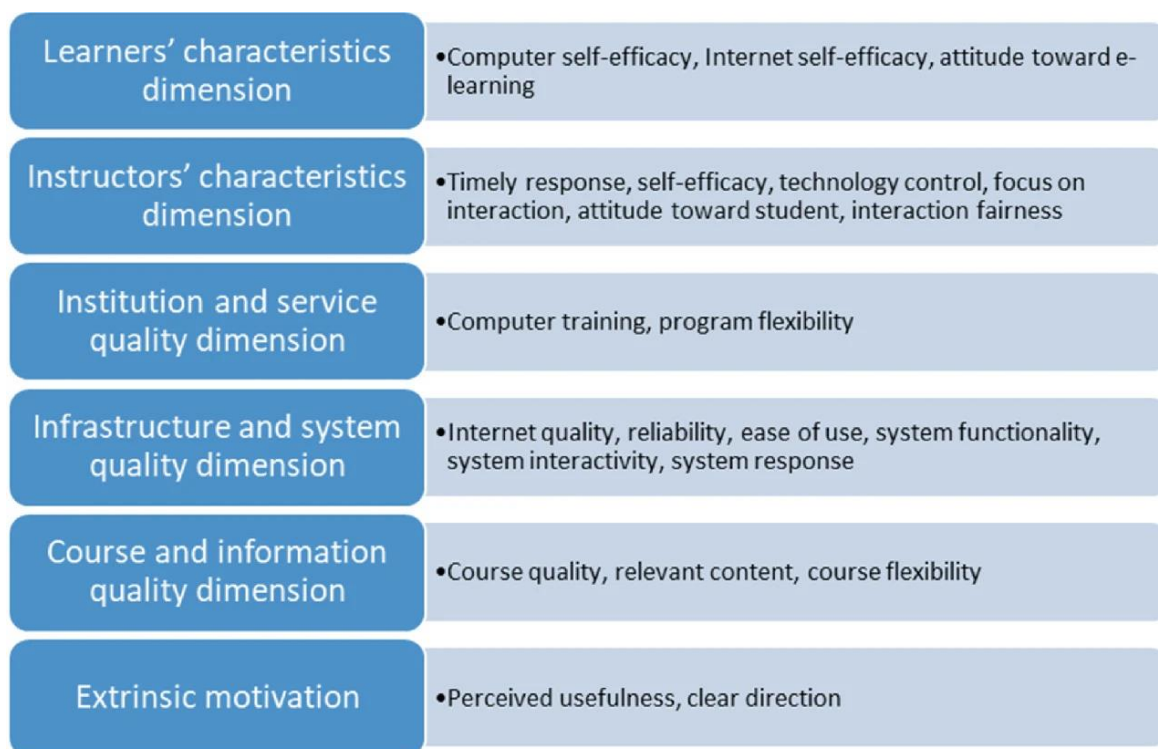 Learners’ characteristics
dimension
•Computer self-efficacy, Internet self-efficacy, attitude toward e-
learning
Instructors’ characteristics
dimension
•Timely response, self-efficacy, technology control, focus on
interaction, attitude toward student, interaction fairness
Institution and service
quality dimension
•Computer training, program flexibility
Infrastructure and system
quality dimension
•Internet quality, reliability, ease of use, system functionality,
system interactivity, system response
Course and information
quality dimension
•Course quality, relevant content, course flexibility
Extrinsic motivation
•Perceived usefulness, clear direction